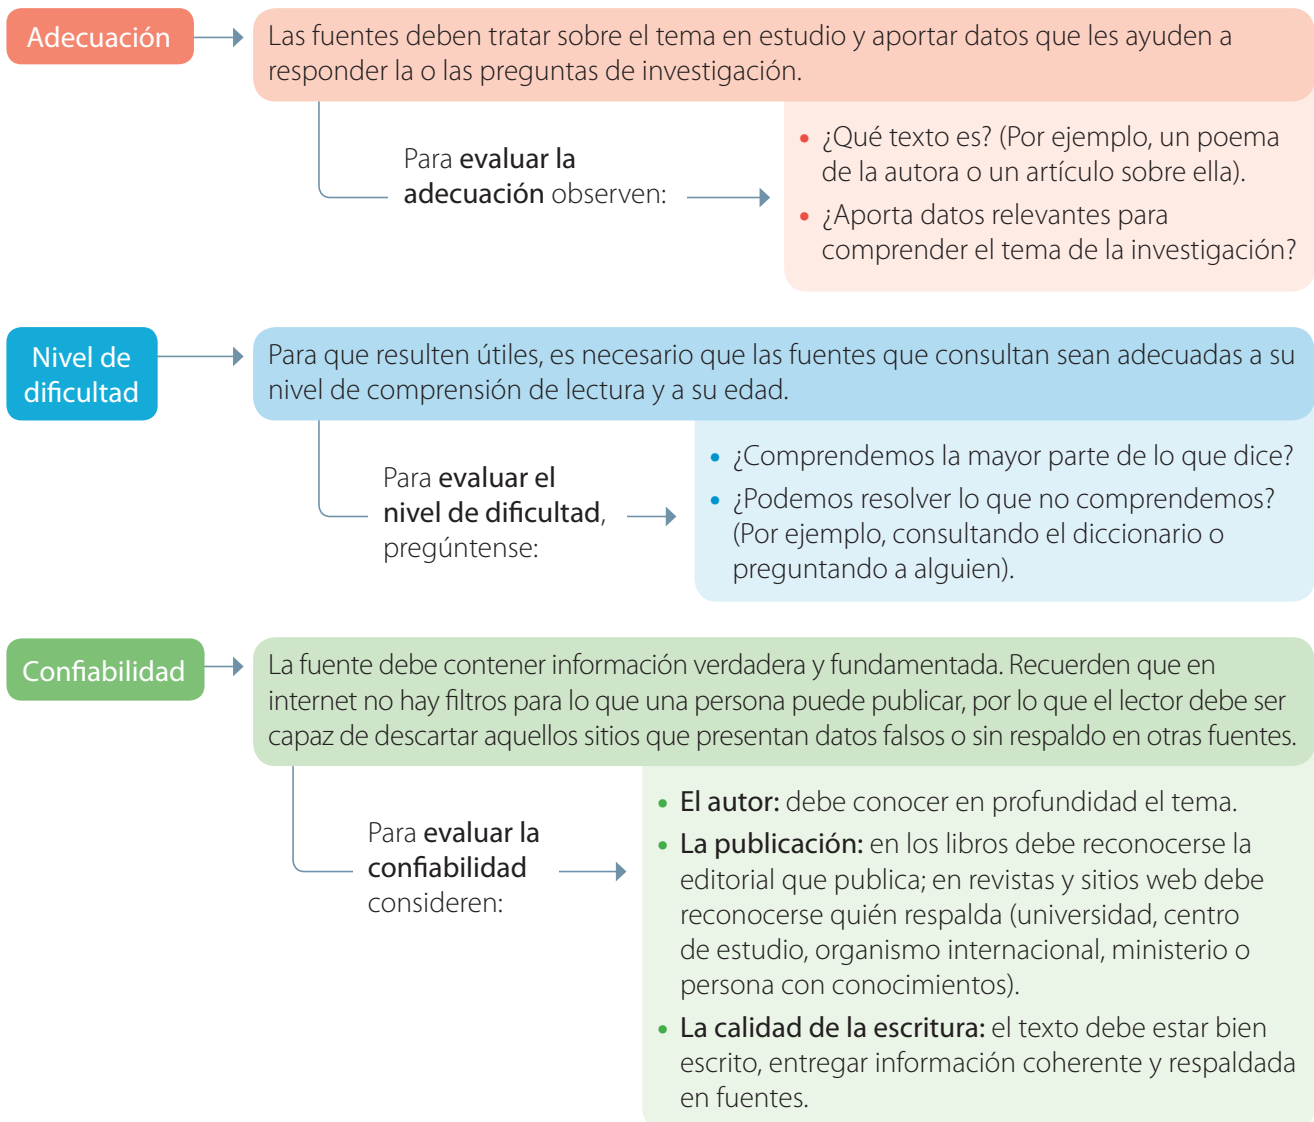 Adecuación
Las fuentes deben tratar sobre el tema en estudio y aportar datos que les ayuden a
responder la o las preguntas de investigación.
Para evaluar la
adecuación observen:
• ¿Qué texto es? (Por ejemplo, un poema
de la autora o un artículo sobre ella).
• ¿Aporta datos relevantes para
comprender el tema de la investigación?
Nivel de
dificultad
Para que resulten útiles, es necesario que las fuentes que consultan sean adecuadas a su
nivel de comprensión de lectura y a su edad.
Para evaluar el
nivel de dificultad,
pregúntense:
• ¿Comprendemos la mayor parte de lo que dice?
• ¿Podemos resolver lo que no comprendemos?
(Por ejemplo, consultando el diccionario o
preguntando a alguien).
Confiabilidad
La fuente debe contener información verdadera y fundamentada. Recuerden que en
internet no hay filtros para lo que una persona puede publicar, por lo que el lector debe ser
capaz de descartar aquellos sitios que presentan datos falsos o sin respaldo en otras fuentes.
Para evaluar la
confiabilidad
consideren:
• El autor: debe conocer en profundidad el tema.
• La publicación: en los libros debe reconocerse la
editorial que publica; en revistas y sitios web debe
reconocerse quién respalda (universidad, centro
de estudio, organismo internacional, ministerio o
persona con conocimientos).
• La calidad de la escritura: el texto debe estar bien
escrito, entregar información coherente y respaldada
en fuentes.